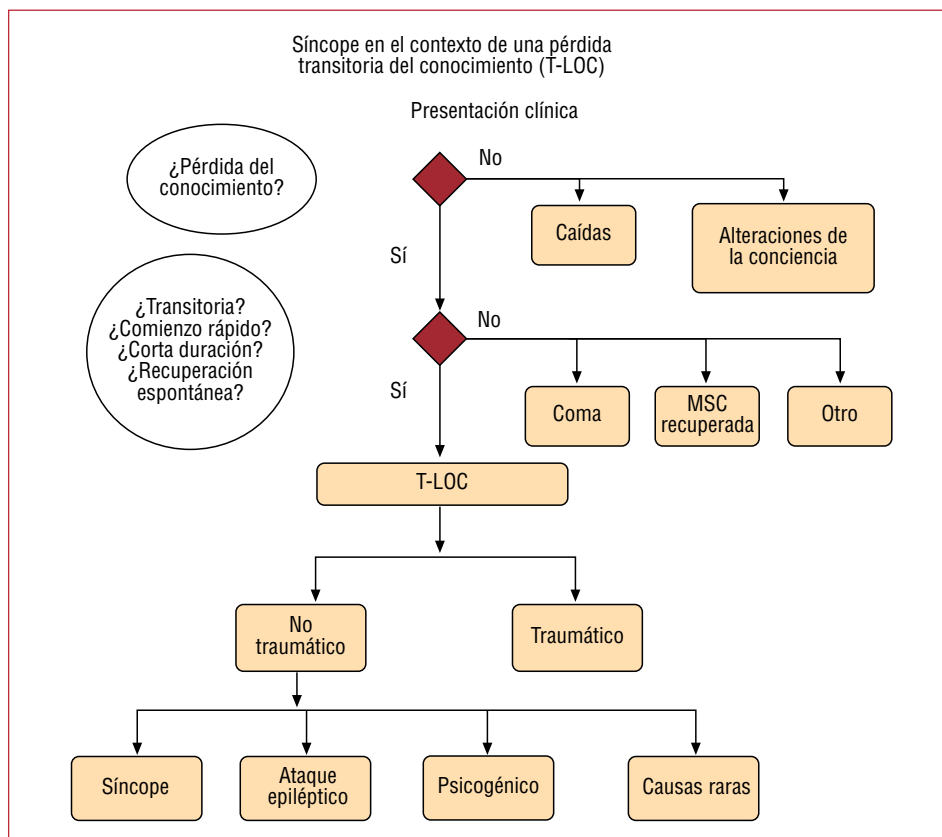 Síncope en el contexto de una pérdida
transitoria del conocimiento (T-LOC)
Presentación clínica
¿Pérdida del
conocimiento?
No
Caídas
Alteraciones de
la conciencia
Sí
¿Transitoria?
¿Comienzo rápido?
¿Corta duración?
¿Recuperación
espontánea?
No
Coma
MSC
recuperada
Otro
Sí
T-LOC
No
traumático
Traumático
Síncope
Ataque
epiléptico
Psicogénico
Causas raras